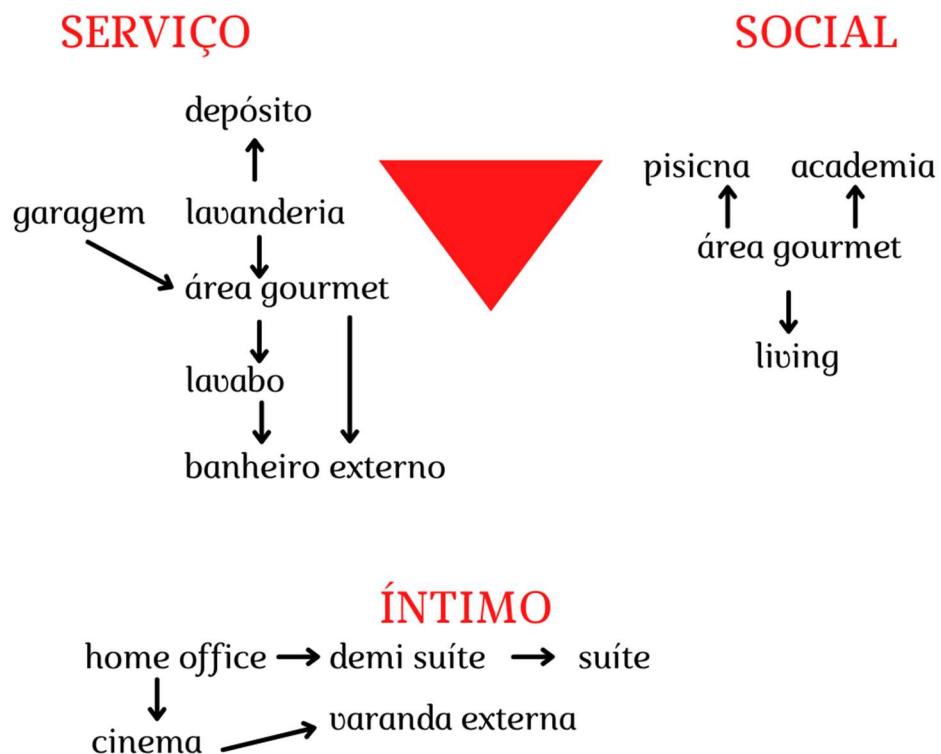 SERVIÇO
depósito
garagem
lavanderia
área gourmet
lavabo
banheiro externo
SOCIAL
pisicna
academia
área gourmet
living
ÍNTIMO
home office
demi suíte
suíte
cinema
varanda externa